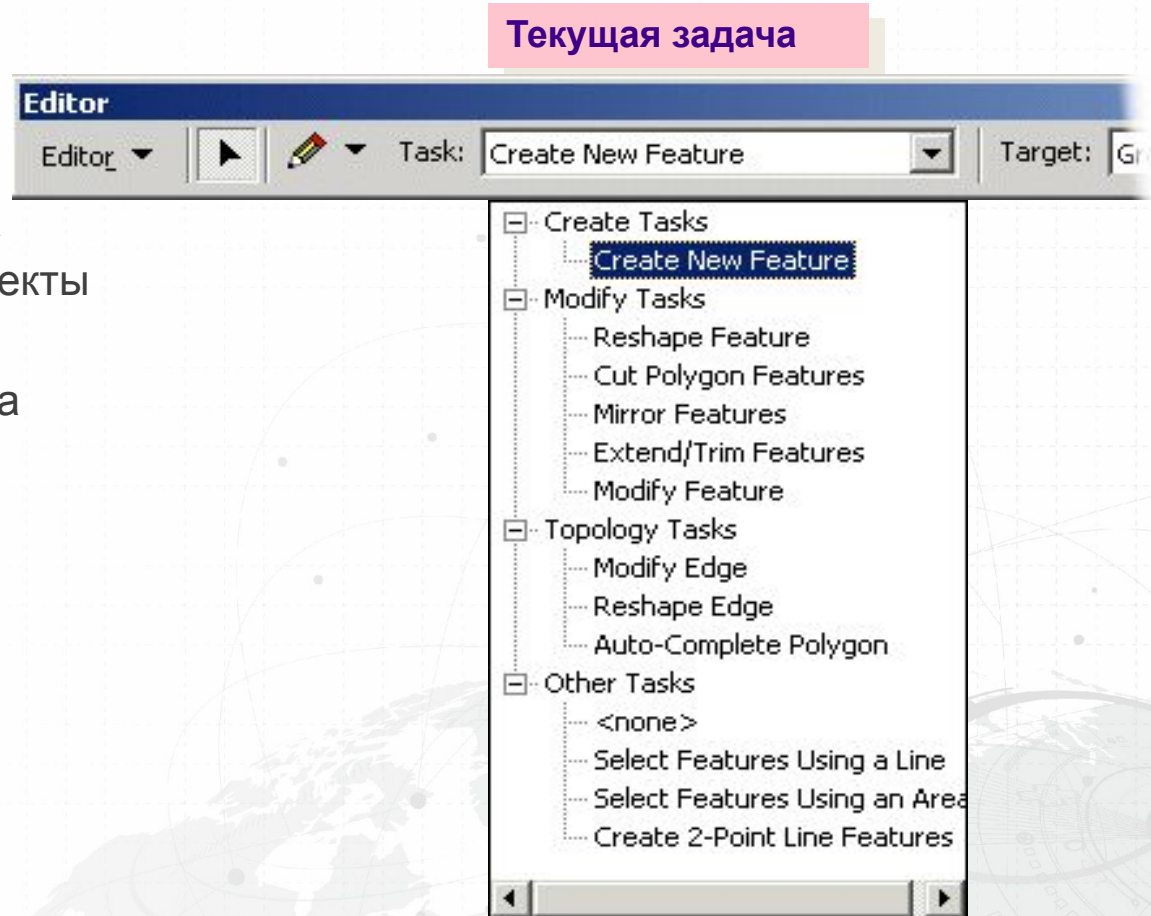 Текущая задача
Editor
Editor Task: Create New Feature Target:
Create Tasks
Create New Feature
Modify Tasks
Reshape Feature
Cut Polygon Features
Mirror Features
Extend/Trim Features
Modify Feature
Topology Tasks
Modify Edge
Reshape Edge
Auto-Complete Polygon
Other Tasks
<none>
Select Features Using a Line
Select Features Using an Area
Create 2-Point Line Features